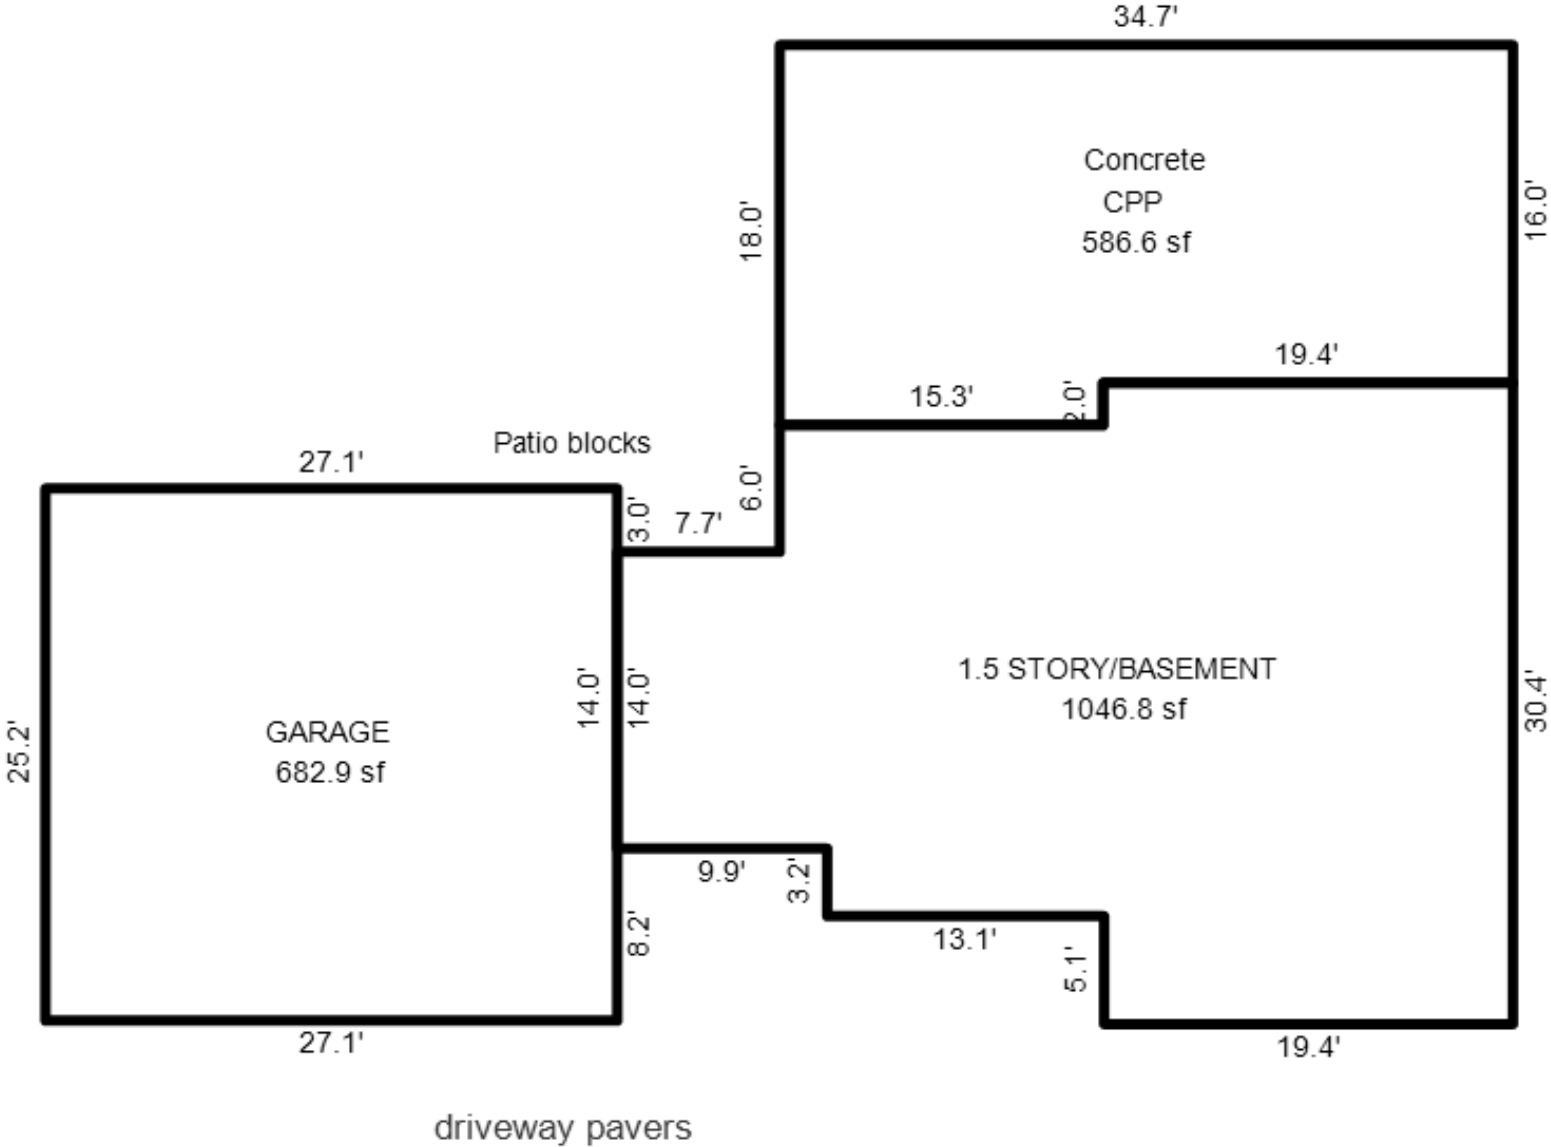 34.7'
Concrete
CPP
586.6 sf
18.0'
16.0'
19.4'
15.3'
2.0'
Patio blocks
27.1'
6.0'
3.0'
7.7'
1.5 STORY/BASEMENT
1046.8 sf
14.0'
14.0'
30.4'
GARAGE
682.9 sf
25.2'
9.9'
3.2'
8.2'
13.1'
5.1'
27.1'
19.4'
driveway pavers